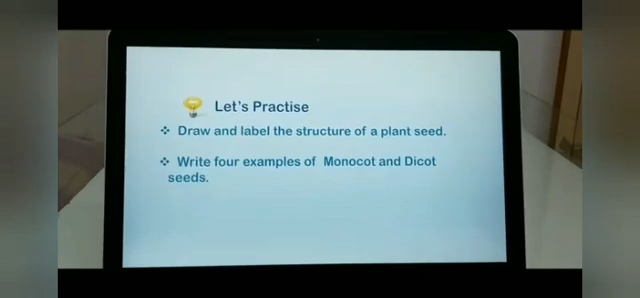 Let's Practise
❖ Draw and label the structure of a plant seed.
❖ Write four examples of Monocot and Dicot
seeds.